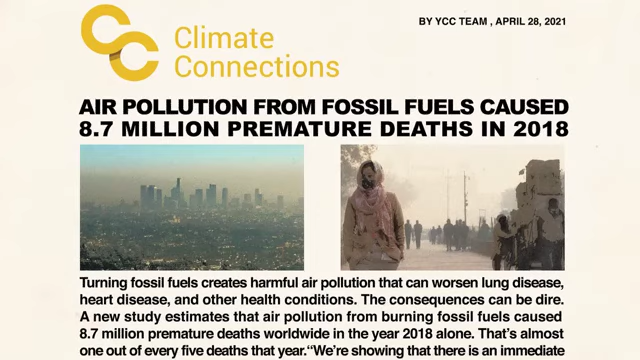 BY YCC TEAM , APRIL 28, 2021
Climate
Connections
AIR POLLUTION FROM FOSSIL FUELS CAUSED
8.7 MILLION PREMATURE DEATHS IN 2018
Turning fossil fuels creates harmful air pollution that can worsen lung disease,
heart disease, and other health conditions. The consequences can be dire.
A new study estimates that air pollution from burning fossil fuels caused
8.7 million premature deaths worldwide in the year 2018 alone. That’s almost
one out of every five deaths that year.“We’re showing that there is an immediate